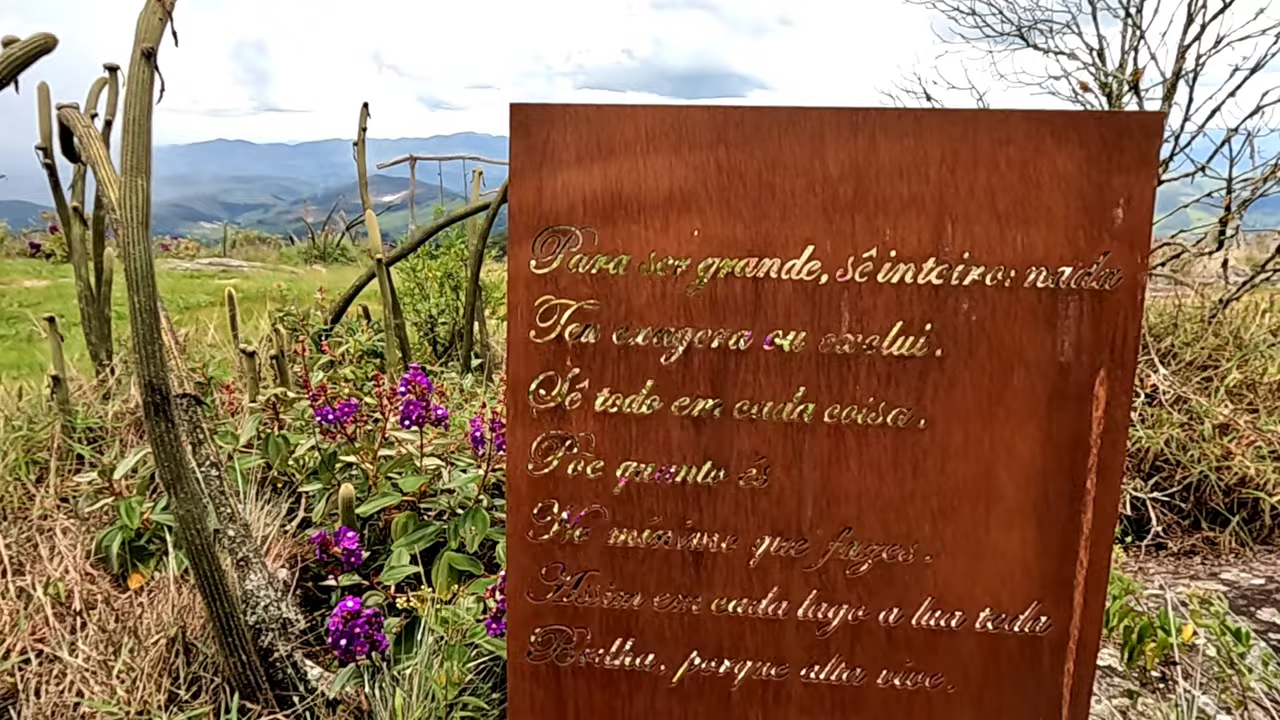 Para ser grande, sê inteiro: nada
Teu exagera ou exclui.
Sê todo em cada coisa.
Põe quanto és
No mínimo que fazes.
Assim em cada lago a lua toda
Brilha, porque alta vive.